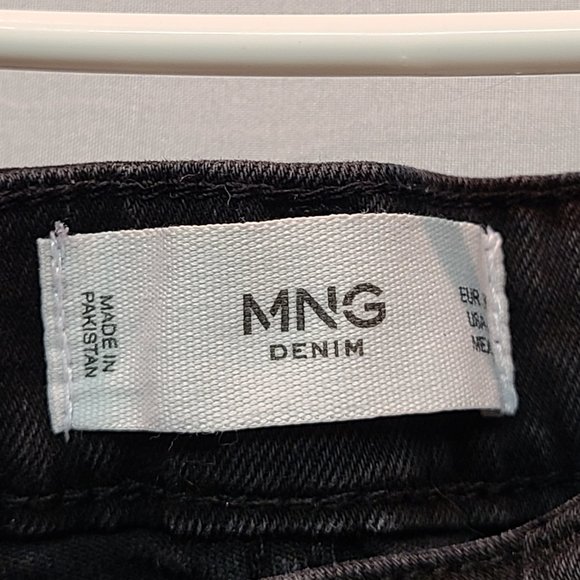 MADE IN
PAKISTAN
MNG
DENIM
EUR
USA
MEX